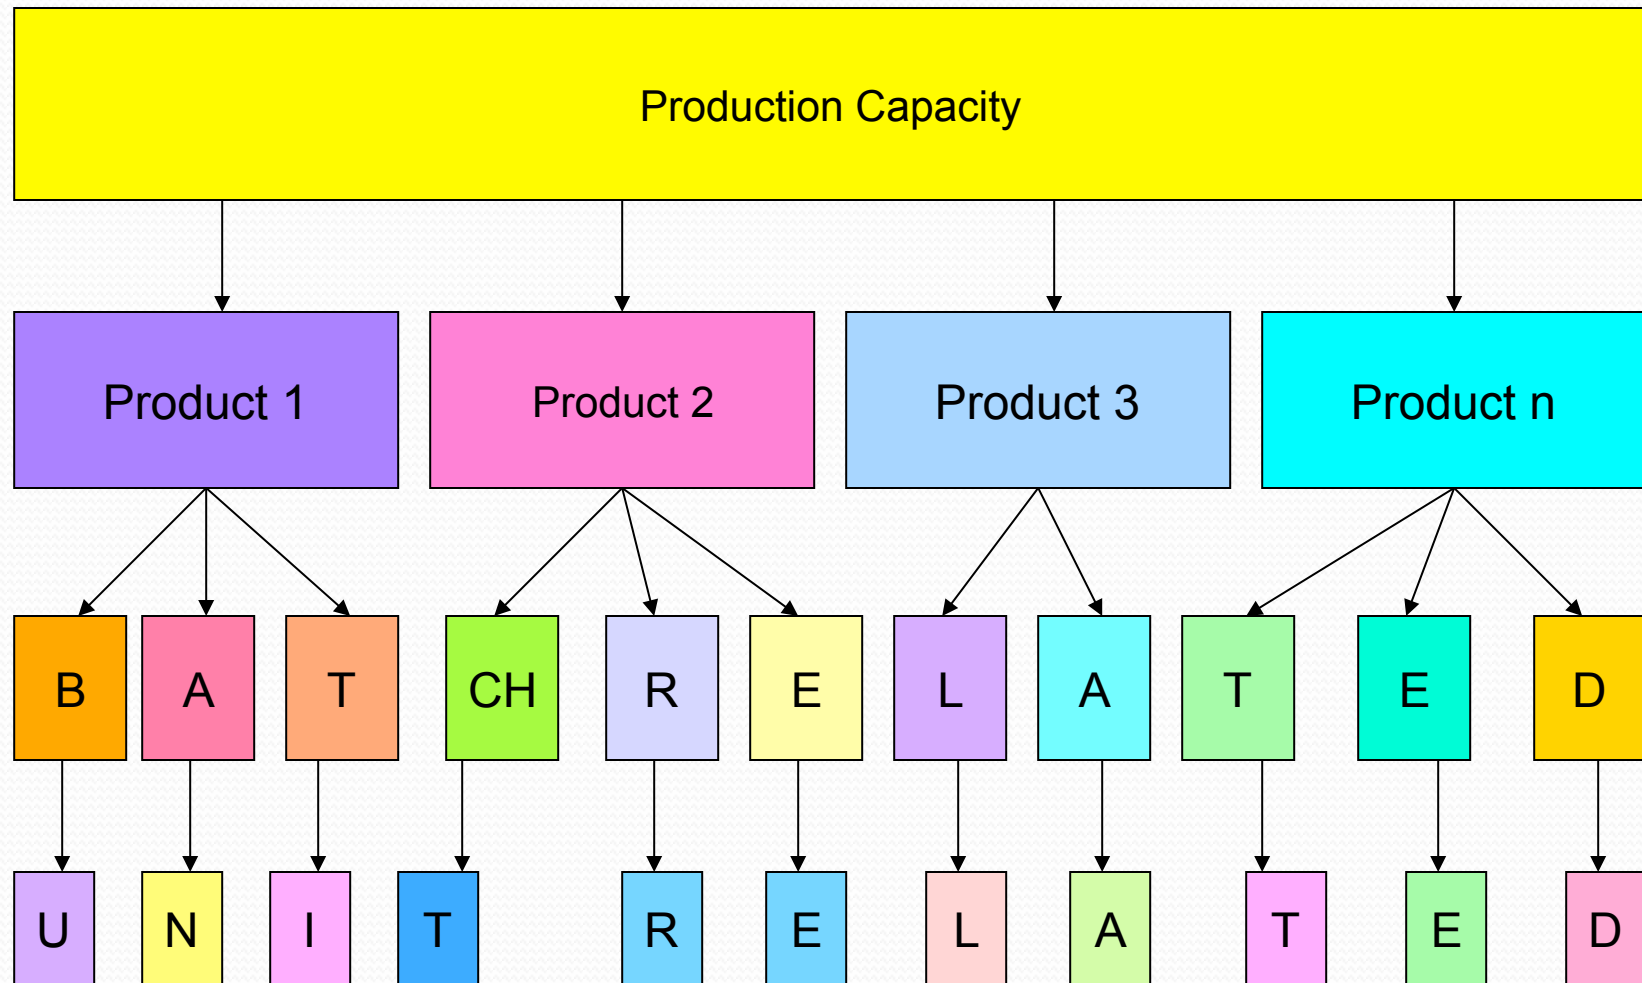 Production Capacity
Product 1 Product 2 Product 3 Product n
B A T CH R E L A T E D
U N I T R E L A T E D